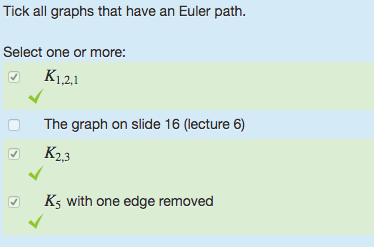 Tick all graphs that have an Euler path.
Select one or more:
K1,2,1
The graph on slide 16 (lecture 6)
K2,3
K5 with one edge removed